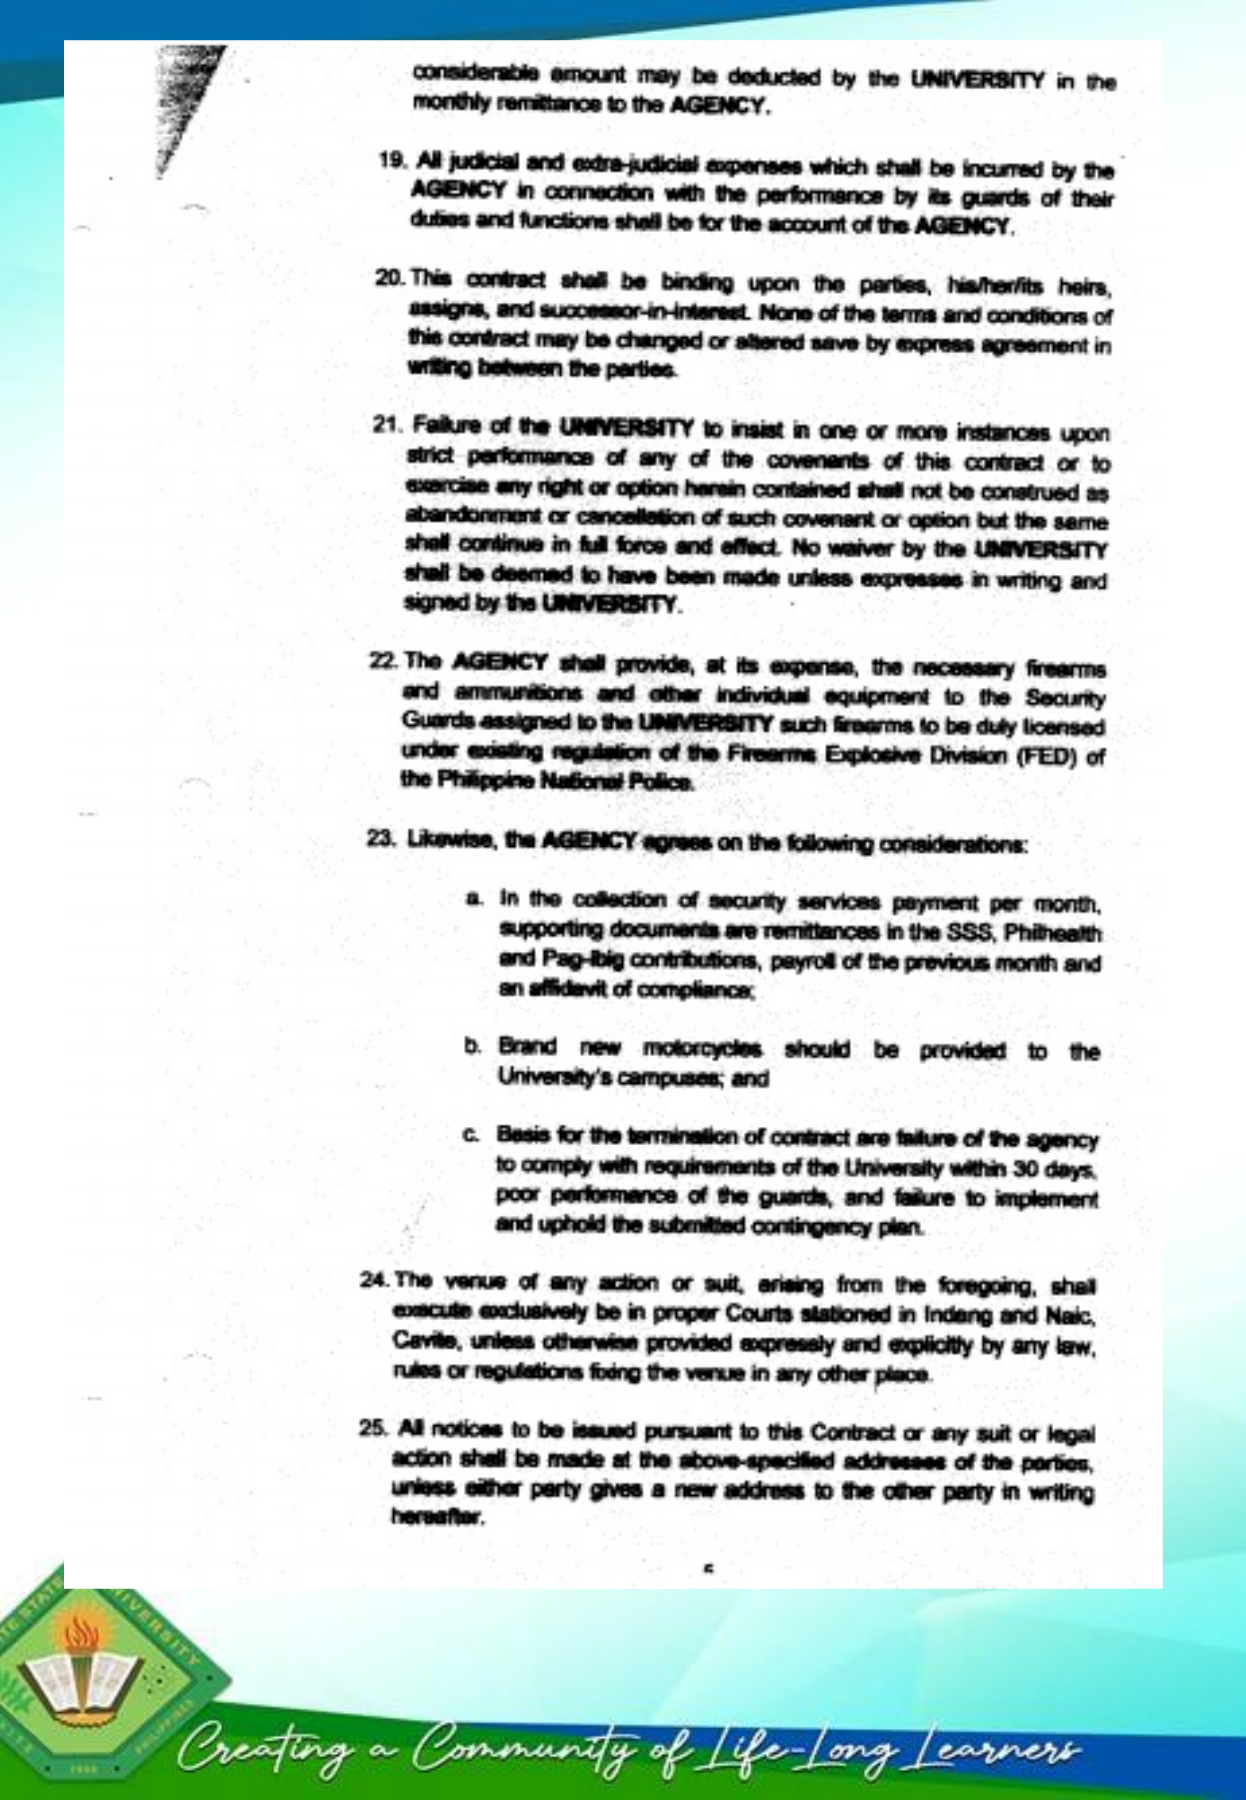 considerable amount may be deducted by the UNIVERSITY in the
monthly remittance to the AGENCY.
19. All judicial and extra-judicial expenses which shall be incurred by the
AGENCY in connection with the performance by its guards of their
duties and functions shall be for the account of the AGENCY.
20. This contract shall be binding upon the parties, his/her/its heirs,
assigns, and successor-in-interest. None of the terms and conditions of
this contract may be changed or altered save by express agreement in
writing between the parties.
21. Failure of the UNIVERSITY to insist in one or more instances upon
strict performance of any of the covenants of this contract or to
exercise any right or option herein contained shall not be construed as
abandonment or cancellation of such covenant or option but the same
shall continue in full force and effect. No waiver by the UNIVERSITY
shall be deemed to have been made unless expresses in writing and
signed by the UNIVERSITY.
22. The AGENCY shall provide, at its expense, the necessary firearms
and ammunitions and other individual equipment to the Security
Guards assigned to the UNIVERSITY such firearms to be duly licensed
under existing regulation of the Firearms Explosive Division (FED) of
the Philippine National Police.
23. Likewise, the AGENCY agrees on the following considerations:
a. In the collection of security services payment per month,
supporting documents are remittances in the SSS, Philhealth
and Pag-ibig contributions, payroll of the previous month and
an affidavit of compliance;
b. Brand new motorcycles should be provided to the
University's campuses; and
c. Basis for the termination of contract are failure of the agency
to comply with requirements of the University within 30 days,
poor performance of the guards, and failure to implement
and uphold the submitted contingency plan.
24. The venue of any action or suit, arising from the foregoing, shall
execute exclusively be in proper Courts stationed in Indang and Naic,
Cavite, unless otherwise provided expressly and explicitly by any law,
rules or regulations fixing the venue in any other place.
25. All notices to be issued pursuant to this Contract or any suit or legal
action shall be made at the above-specified addresses of the parties,
unless either party gives a new address to the other party in writing
hereafter.
STATE UNIVERSITY
PHILIPPINES
Creating a Community of Life-Long Learners